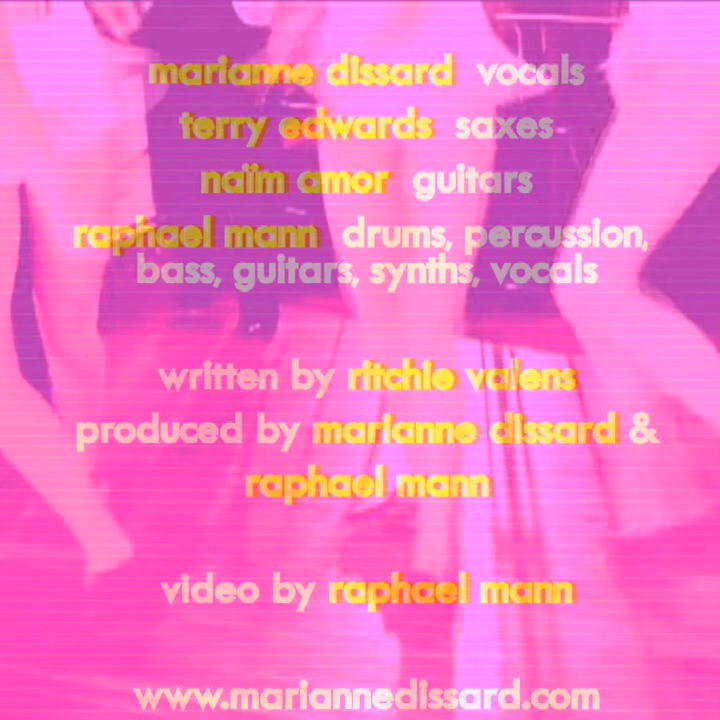 marianne dissard vocals
terry edwards saxes
naïm amor guitars
raphael mann drums, percussion,
bass, guitars, synths, vocals
written by ritchie valens
produced by marianne dissard &
raphael mann
video by raphael mann
www.mariannedissard.com